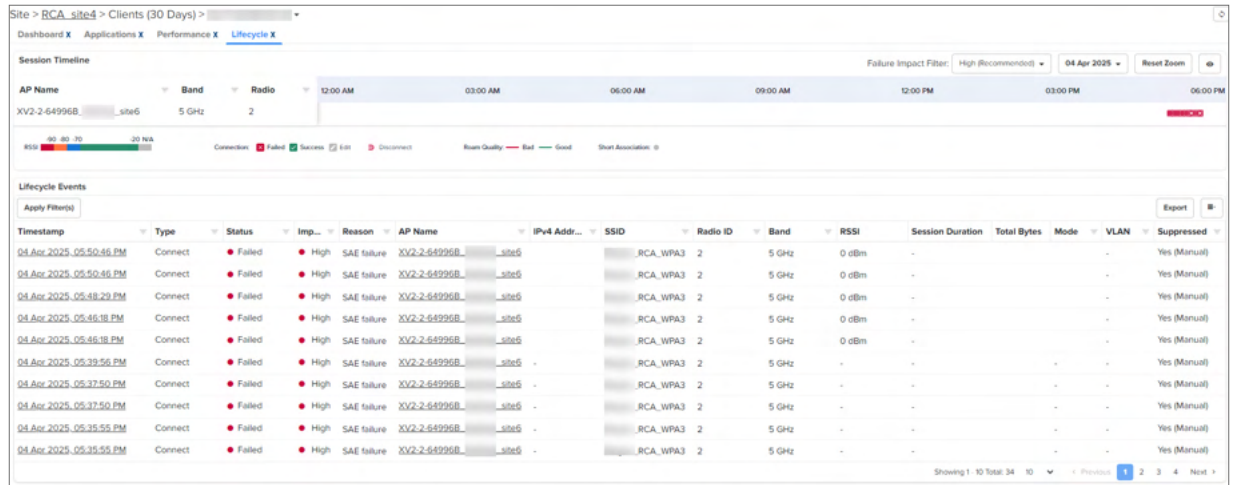 Site > RCA_site4 > Clients (30 Days) >
Dashboard X Applications X Performance X Lifecycle X
Session Timeline
Failure Impact Filter: High (Recommended) 04 Apr 2025 Reset Zoom
AP Name Band Radio 12:00 AM 03:00 AM 06:00 AM 09:00 AM 12:00 PM 03:00 PM 06:00 PM
XV2-2-64996B_ _site6 5 GHz 2
RSSI -90 -80 -70 -20 N/A Connection: Failed Success Edit Disconnect Roam Quality: Bad Good Short Association:
Lifecycle Events
Apply Filter(s) Export
Timestamp Type Status Imp... Reason AP Name IPv4 Addr... SSID Radio ID Band RSSI Session Duration Total Bytes Mode VLAN Suppressed
04 Apr 2025, 05:50:46 PM Connect Failed High SAE failure XV2-2-64996B_ _site6 _RCA_WPA3 2 5 GHz 0 dBm - - Yes (Manual)
04 Apr 2025, 05:50:46 PM Connect Failed High SAE failure XV2-2-64996B_ _site6 _RCA_WPA3 2 5 GHz 0 dBm - - Yes (Manual)
04 Apr 2025, 05:48:29 PM Connect Failed High SAE failure XV2-2-64996B_ _site6 _RCA_WPA3 2 5 GHz 0 dBm - - Yes (Manual)
04 Apr 2025, 05:46:18 PM Connect Failed High SAE failure XV2-2-64996B_ _site6 _RCA_WPA3 2 5 GHz 0 dBm - - Yes (Manual)
04 Apr 2025, 05:46:18 PM Connect Failed High SAE failure XV2-2-64996B_ _site6 _RCA_WPA3 2 5 GHz 0 dBm - - Yes (Manual)
04 Apr 2025, 05:39:56 PM Connect Failed High SAE failure XV2-2-64996B_ _site6 - _RCA_WPA3 2 5 GHz - - - - Yes (Manual)
04 Apr 2025, 05:37:50 PM Connect Failed High SAE failure XV2-2-64996B_ _site6 - _RCA_WPA3 2 5 GHz - - - - Yes (Manual)
04 Apr 2025, 05:37:50 PM Connect Failed High SAE failure XV2-2-64996B_ _site6 - _RCA_WPA3 2 5 GHz - - - - Yes (Manual)
04 Apr 2025, 05:35:55 PM Connect Failed High SAE failure XV2-2-64996B_ _site6 - _RCA_WPA3 2 5 GHz - - - - Yes (Manual)
04 Apr 2025, 05:35:55 PM Connect Failed High SAE failure XV2-2-64996B_ _site6 - _RCA_WPA3 2 5 GHz - - - - Yes (Manual)
Showing 1 - 10 Total: 34 10 < Previous 1 2 3 4 Next >